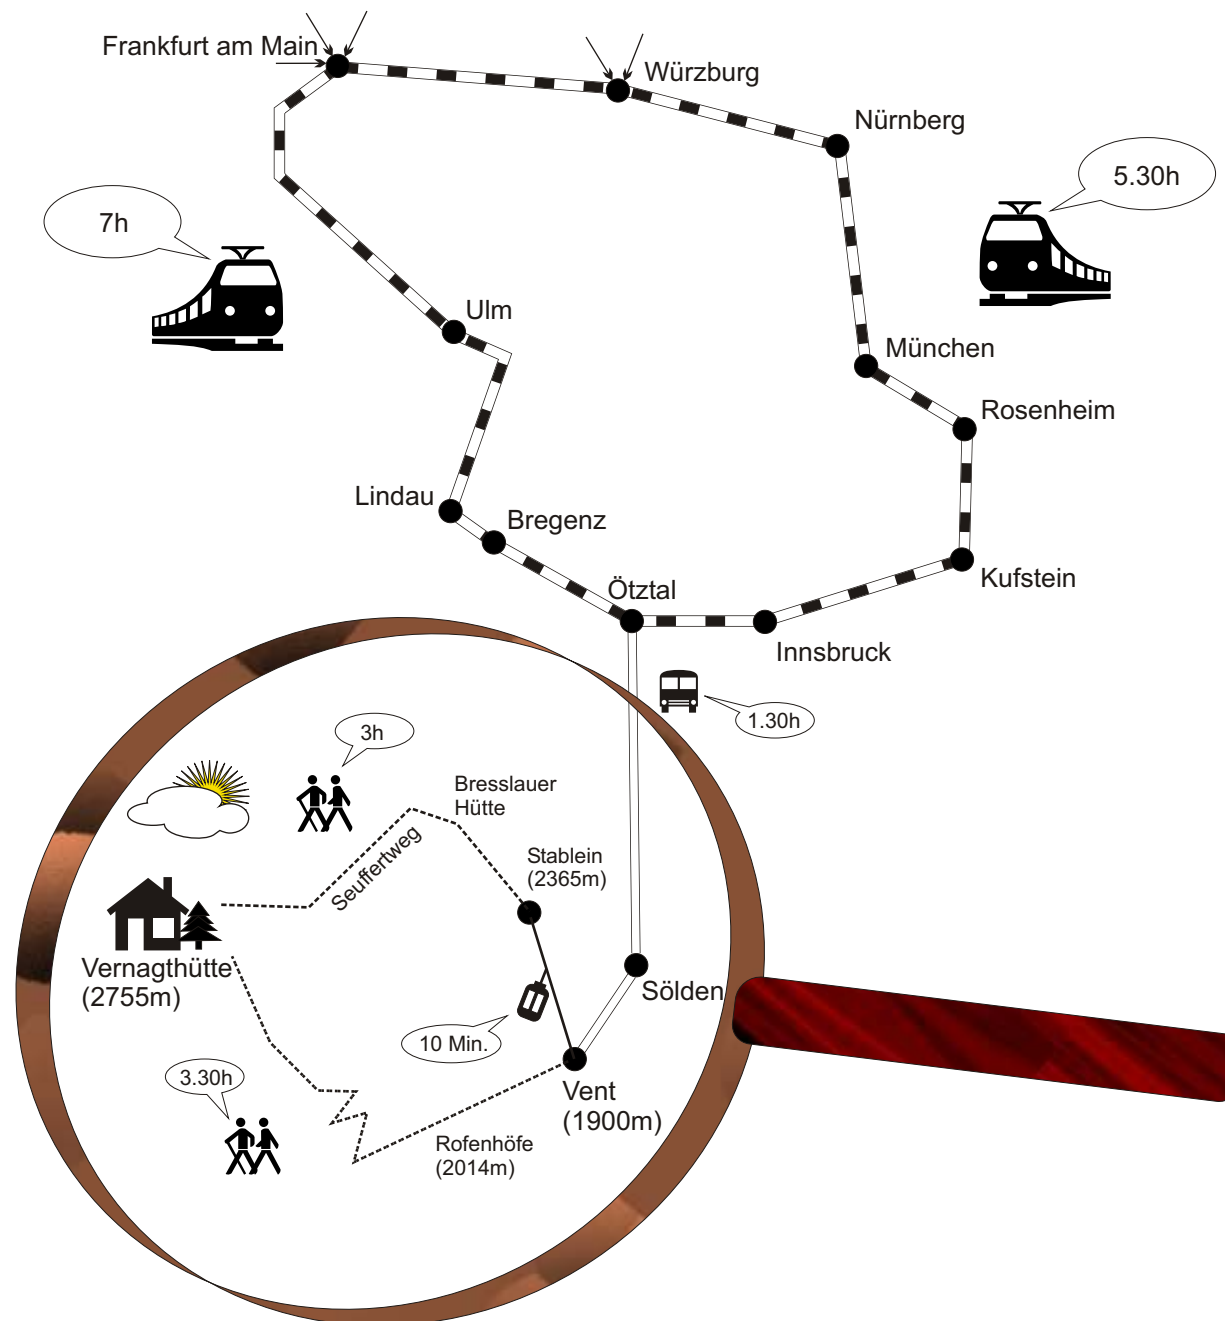 Frankfurt am Main
Würzburg
Nürnberg
5.30h
7h
Ulm
München
Rosenheim
Lindau
Bregenz
Ötztal
Kufstein
Innsbruck
1.30h
3h
Bresslauer
Hütte
Seuffertweg
Stablein
(2365m)
Vernagthütte
(2755m)
Sölden
10 Min.
3.30h
Vent
(1900m)
Rofenhöfe
(2014m)